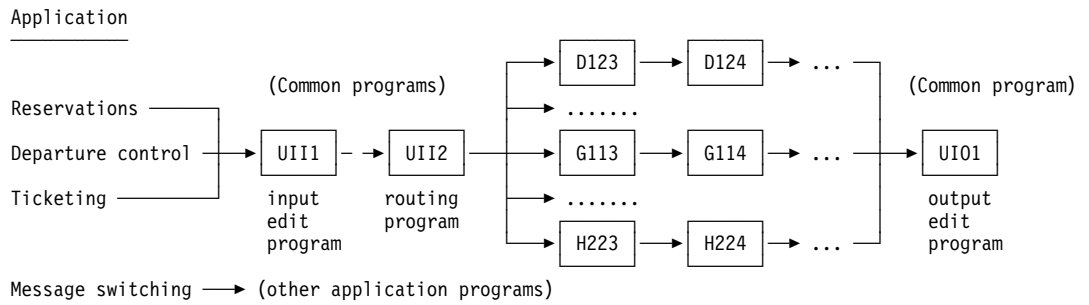 Application
D123
D124
...
(Common programs)
(Common program)
Reservations
.......
Departure control
UII1
UII2
G113
G114
...
UIO1
Ticketing
input
edit
program
routing
program
.......
output
edit
program
H223
H224
...
Message switching
(other application programs)